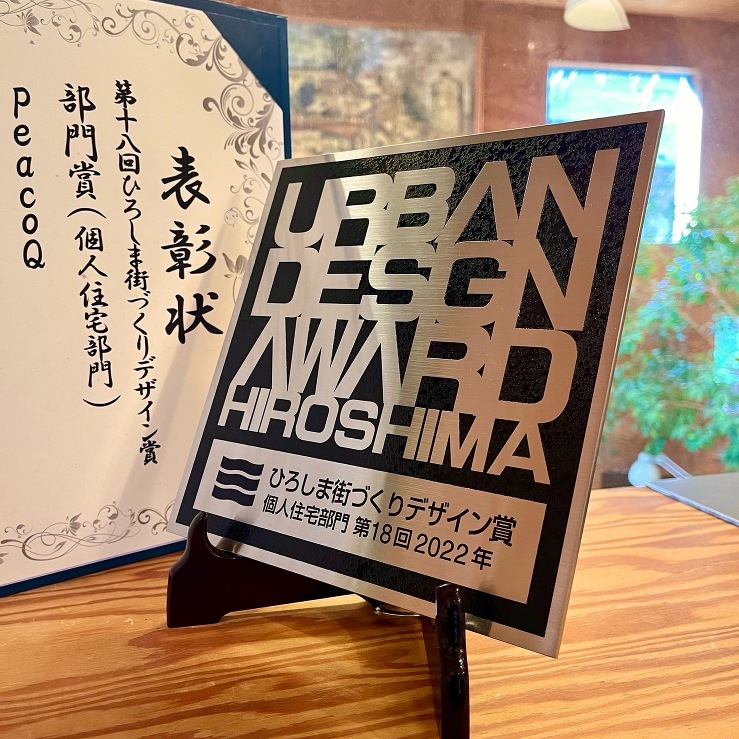 表彰状
第十八回ひろしま街づくりデザイン賞
部門賞(個人住宅部門)
peacoQ
URBAN
DESIGN
AWARD
HIROSHIMA
ひろしま街づくりデザイン賞
個人住宅部門 第18回 2022年